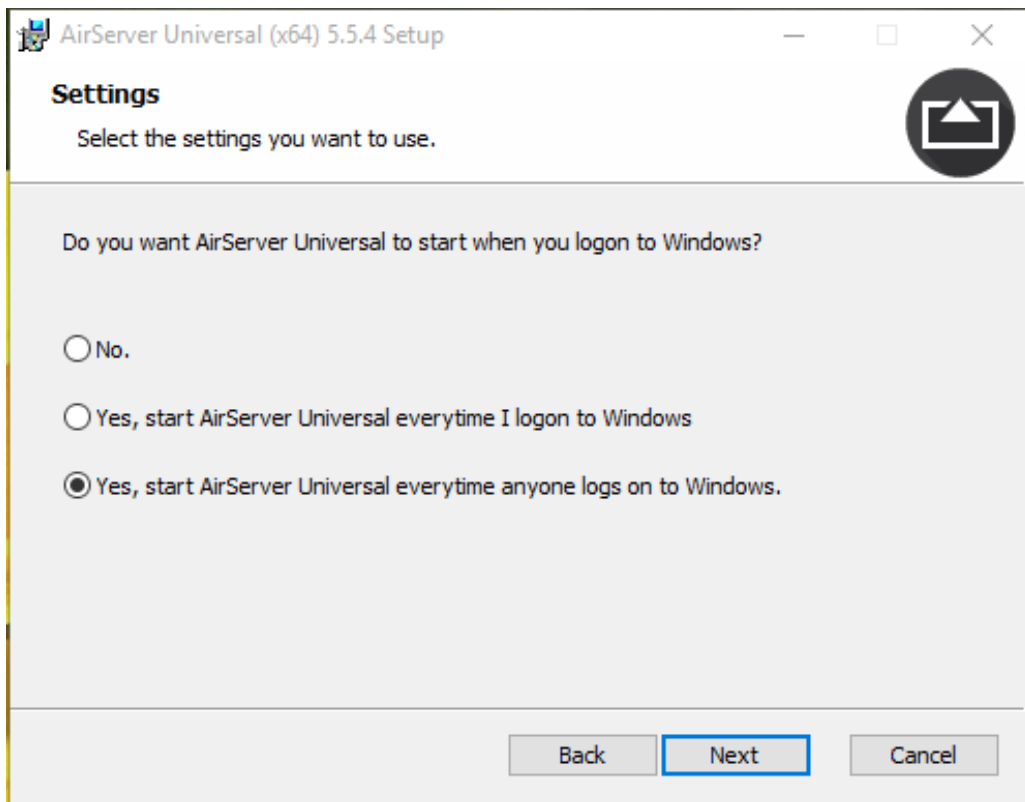 AirServer Universal (x64) 5.5.4 Setup
Settings
Select the settings you want to use.
Do you want AirServer Universal to start when you logon to Windows?
No.
Yes, start AirServer Universal everytime I logon to Windows
Yes, start AirServer Universal everytime anyone logs on to Windows.
Back Next Cancel